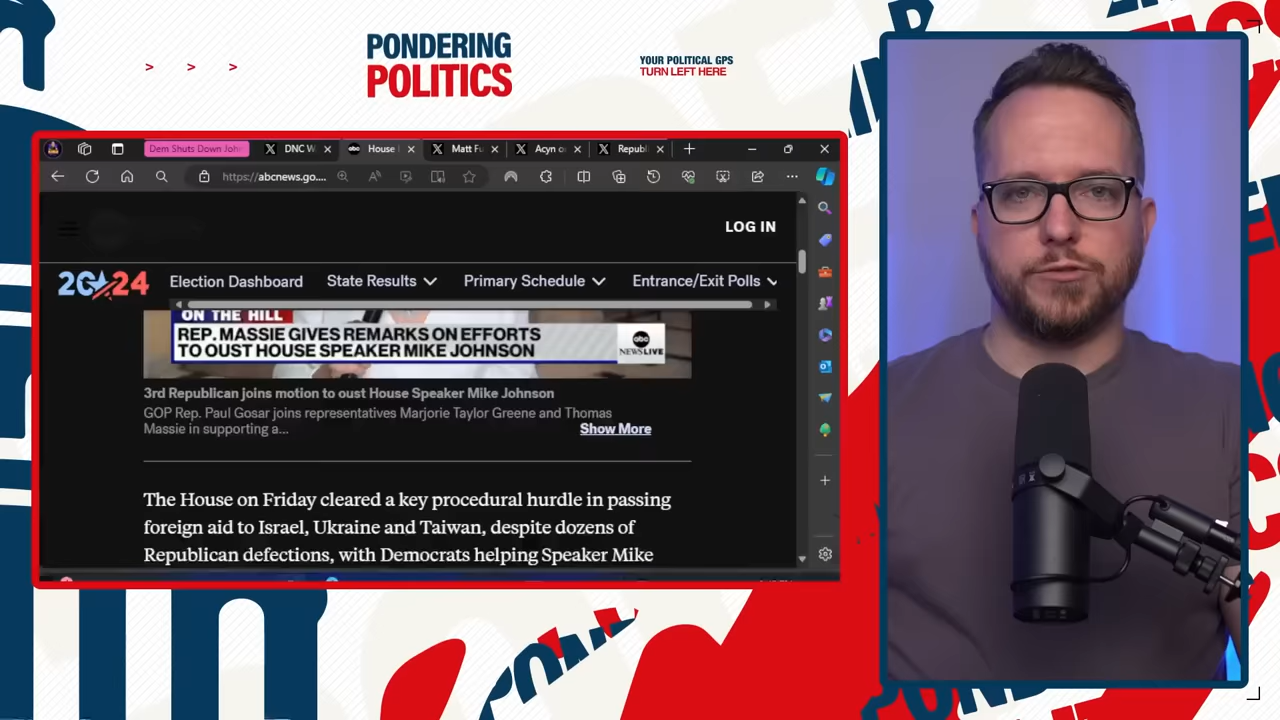 PONDERING
POLITICS
YOUR POLITICAL GPS
TURN LEFT HERE
> > >
Dem Shuts Down John
DNC W
House
Matt Fu
Acyn o
Republ
https://abcnews.go....
LOG IN
2024
Election Dashboard
State Results
Primary Schedule
Entrance/Exit Polls
ON THE HILL
REP. MASSIE GIVES REMARKS ON EFFORTS
TO OUST HOUSE SPEAKER MIKE JOHNSON
abc
NEWS LIVE
3rd Republican joins motion to oust House Speaker Mike Johnson
GOP Rep. Paul Gosar joins representatives Marjorie Taylor Greene and Thomas
Massie in supporting a...
Show More
The House on Friday cleared a key procedural hurdle in passing
foreign aid to Israel, Ukraine and Taiwan, despite dozens of
Republican defections, with Democrats helping Speaker Mike